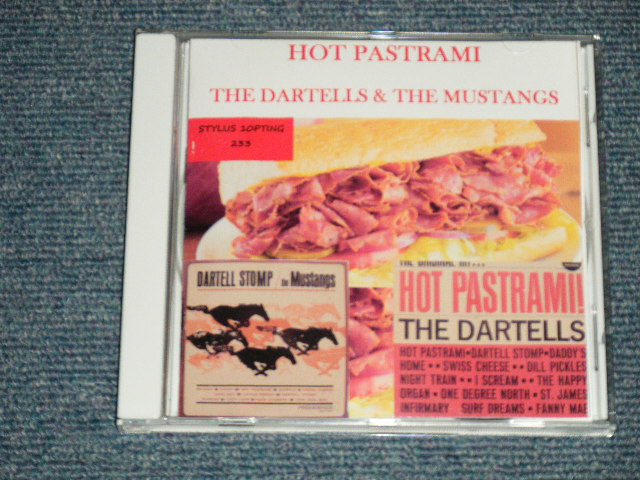 HOT PASTRAMI
THE DARTELLS & THE MUSTANGS
STYLUS 10PTING
233
DARTELL STOMP / the Mustangs
THE ORIGINAL HIT...
HOT PASTRAMI!
THE DARTELLS
HOT PASTRAMI•DARTELL STOMP•DADDY'S
HOME••SWISS CHEESE••DILL PICKLES
NIGHT TRAIN••I SCREAM••THE HAPPY
ORGAN•ONE DEGREE NORTH•ST. JAMES
INFIRMARY SURF DREAMS•FANNY MAE